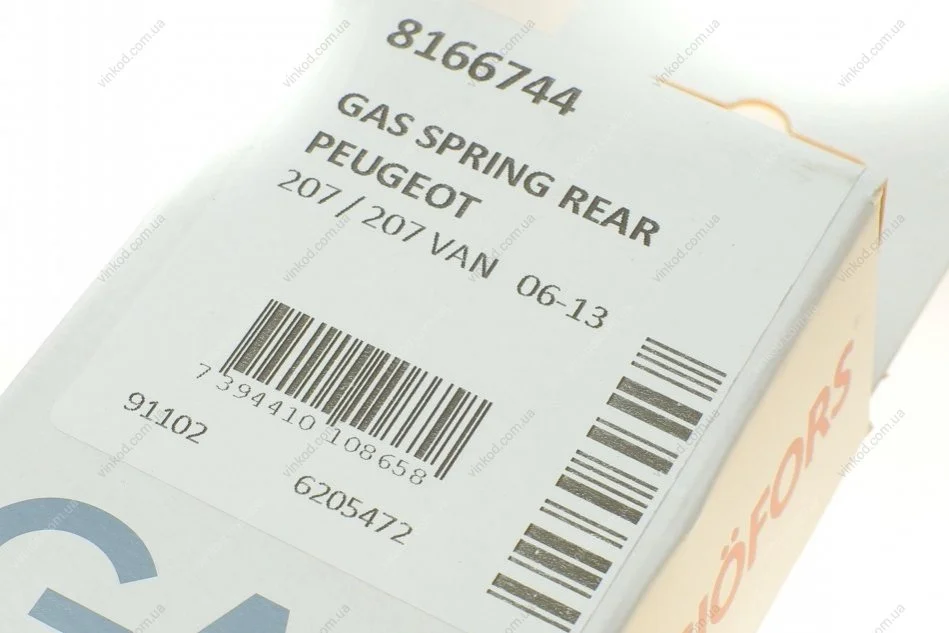 8166744
GAS SPRING REAR
PEUGEOT
207 / 207 VAN 06-13
7 394410 108658
91102
6205472
vinkod.com.ua